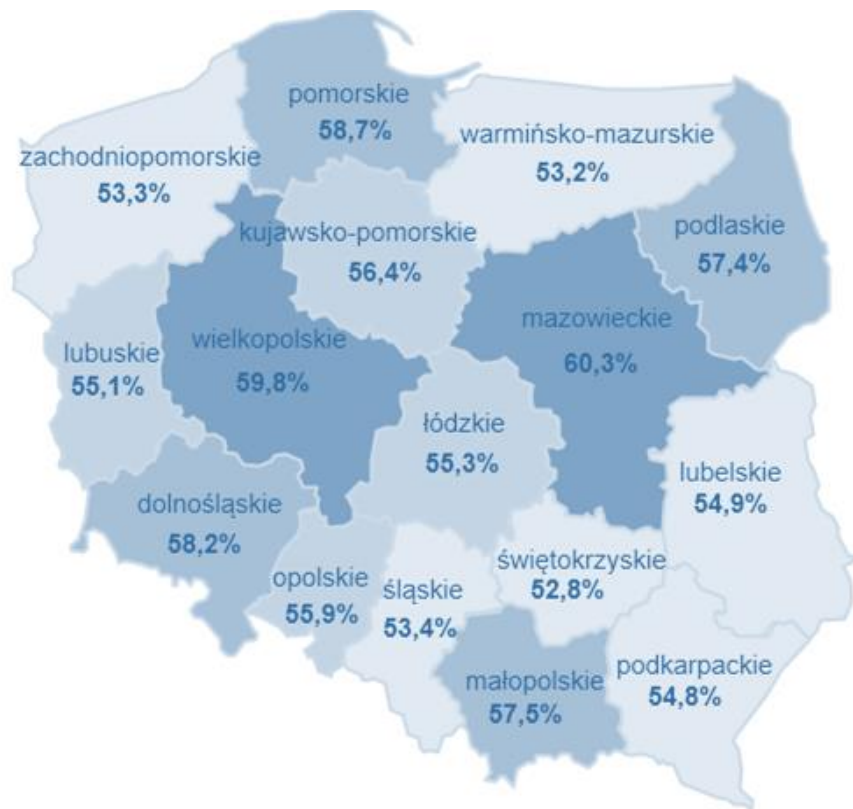 pomorskie
58,7%
warmińsko-mazurskie
53,2%
zachodniopomorskie
53,3%
kujawsko-pomorskie
56,4%
podlaskie
57,4%
mazowieckie
60,3%
wielkopolskie
59,8%
lubuskie
55,1%
łódzkie
55,3%
lubelskie
54,9%
dolnośląskie
58,2%
świętokrzyskie
52,8%
opolskie
55,9%
śląskie
53,4%
podkarpackie
54,8%
małopolskie
57,5%